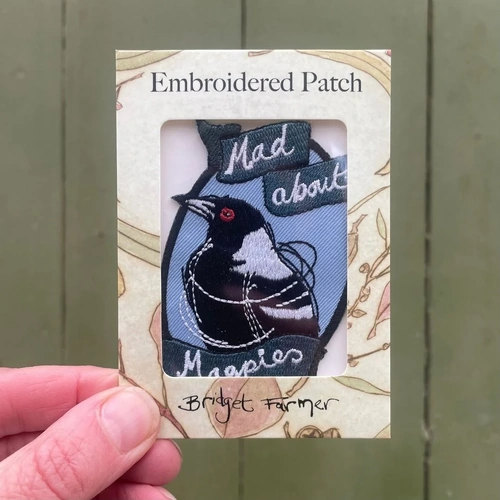 Embroidered Patch
Mad
about
Magpies
Bridget Farmer